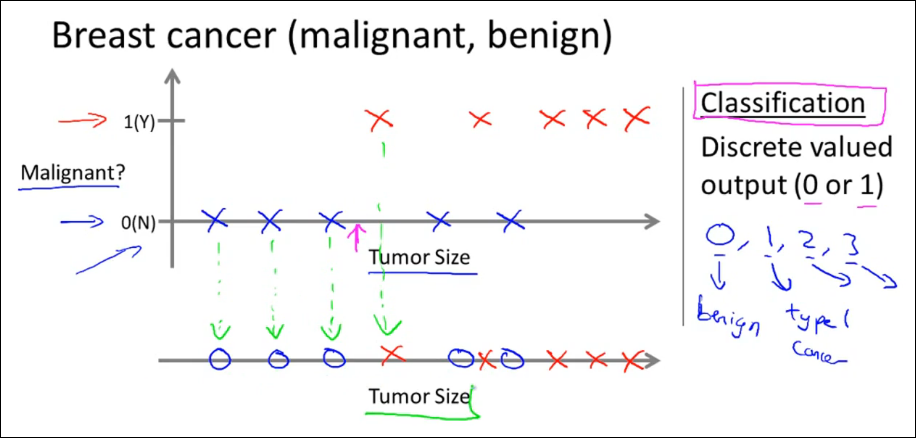 Breast cancer (malignant, benign)
1(Y)
Malignant?
0(N)
Tumor Size
Tumor Size
Classification
Discrete valued
output (0 or 1)
0, 1, 2, 3
benign
type 1
cancer